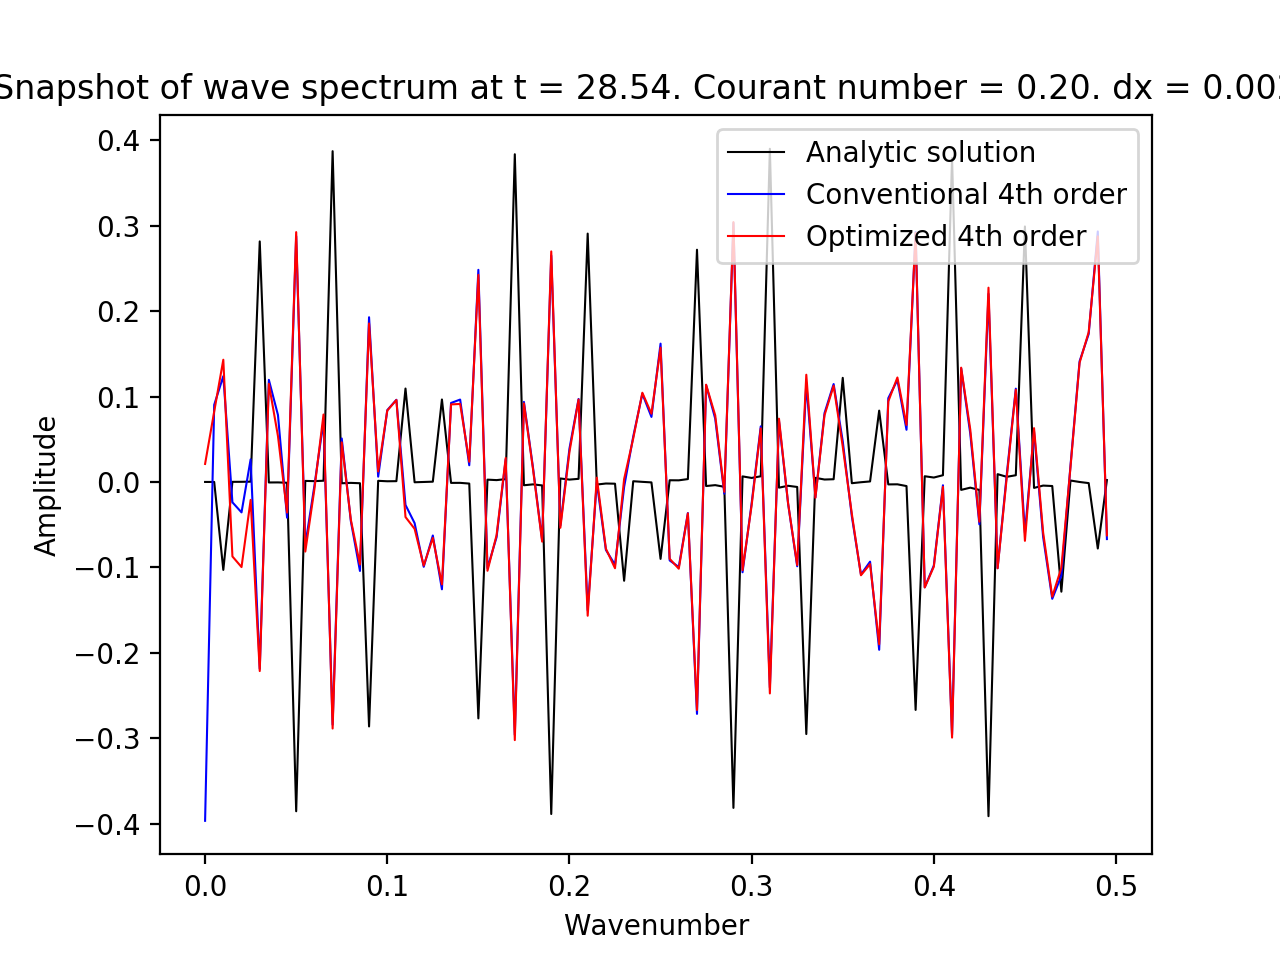 Snapshot of wave spectrum at t = 28.54. Courant number = 0.20. dx = 0.00
0.4
0.3
0.2
0.1
0.0
−0.1
−0.2
−0.3
−0.4
Amplitude
Analytic solution
Conventional 4th order
Optimized 4th order
0.0 0.1 0.2 0.3 0.4 0.5
Wavenumber